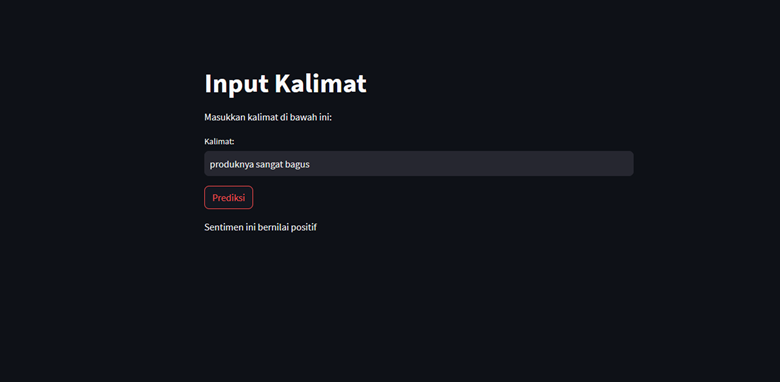 Input Kalimat
Masukkan kalimat di bawah ini:
Kalimat:
produknya sangat bagus
Prediksi
Sentimen ini bernilai positif